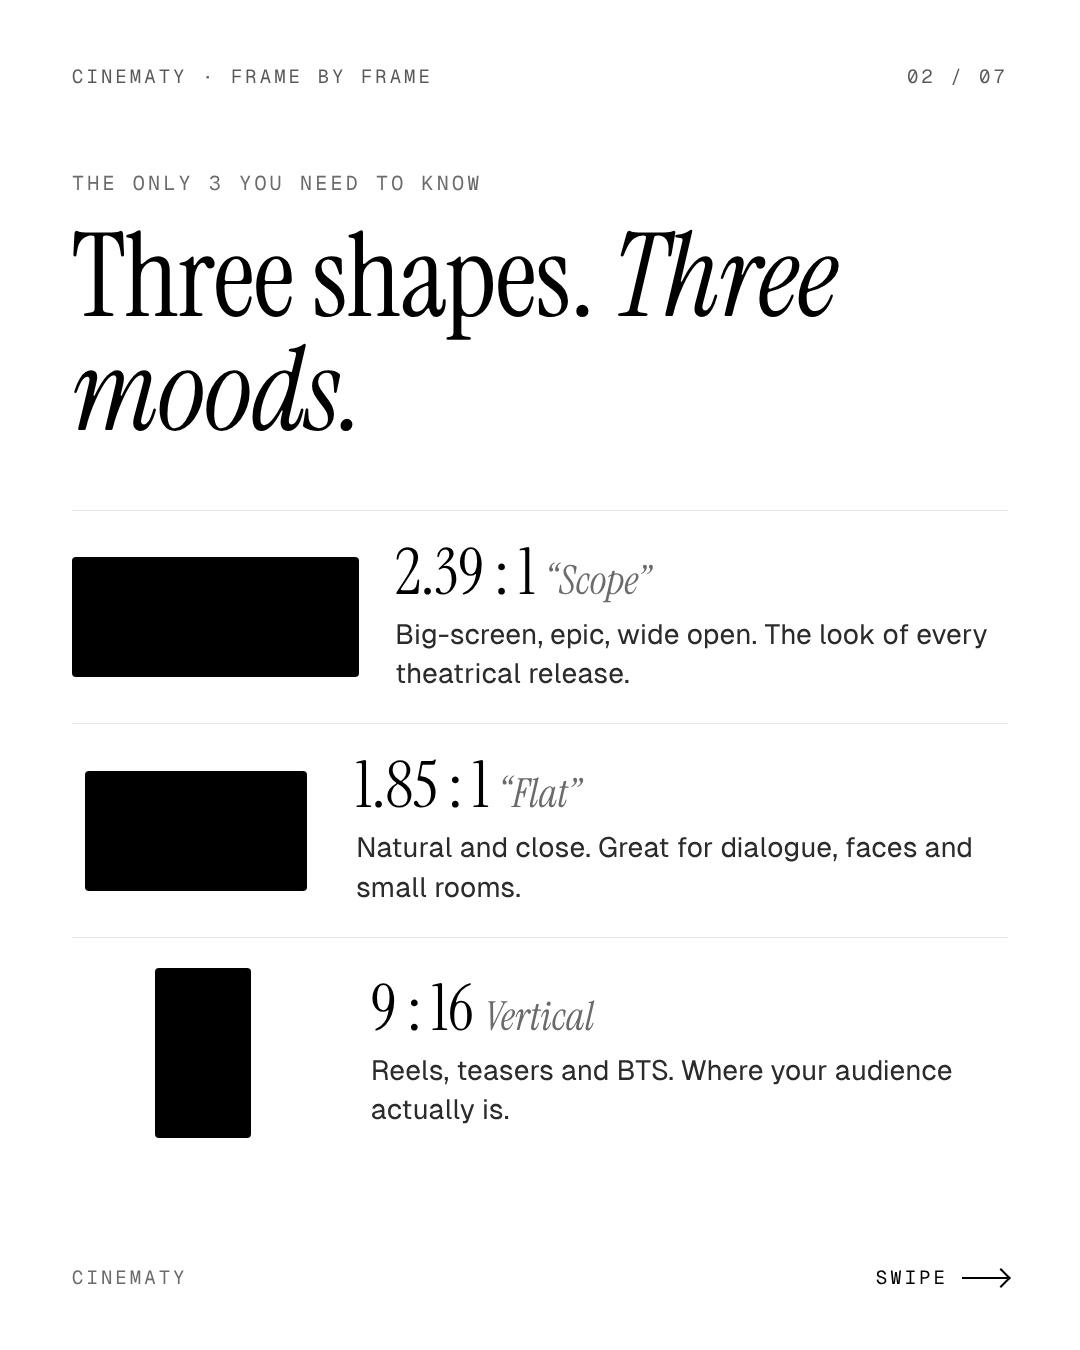 CINEMATY · FRAME BY FRAME
02 / 07
THE ONLY 3 YOU NEED TO KNOW
Three shapes. Three
moods.
2.39 : 1 “Scope”
Big-screen, epic, wide open. The look of every
theatrical release.
1.85 : 1 “Flat”
Natural and close. Great for dialogue, faces and
small rooms.
9 : 16 Vertical
Reels, teasers and BTS. Where your audience
actually is.
CINEMATY
SWIPE